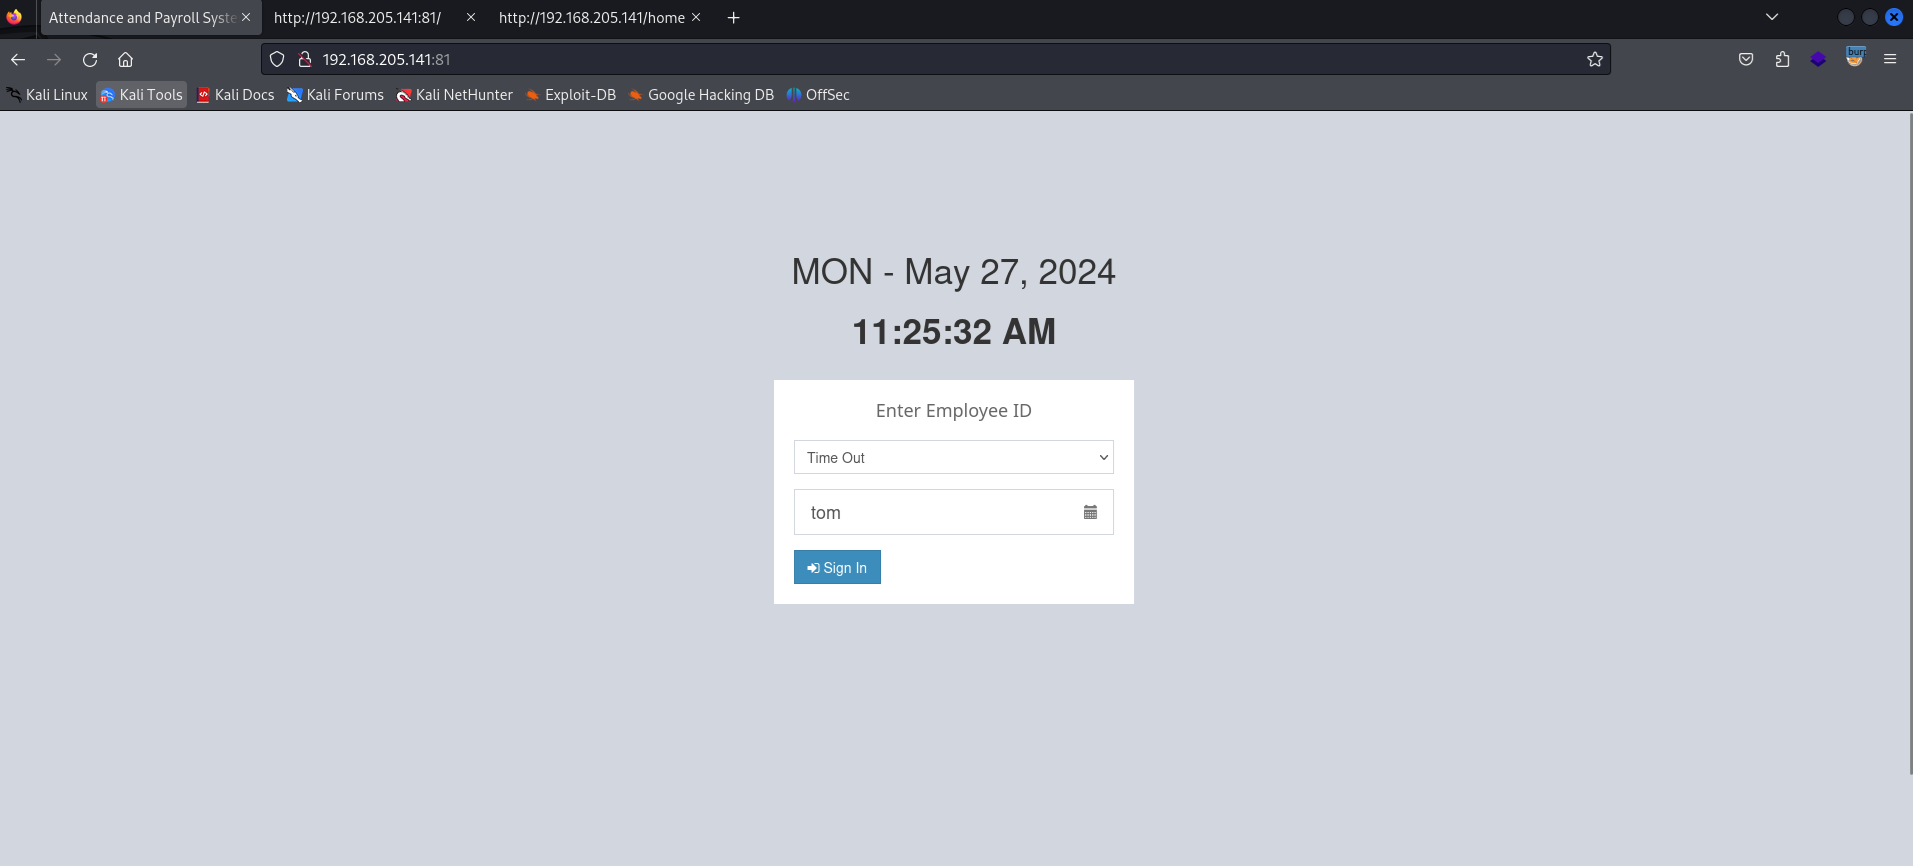 Attendance and Payroll Syste
http://192.168.205.141:81/
http://192.168.205.141/home
192.168.205.141:81
burp
Kali Linux
Kali Tools
Kali Docs
Kali Forums
Kali NetHunter
Exploit-DB
Google Hacking DB
OffSec
MON - May 27, 2024
11:25:32 AM
Enter Employee ID
Time Out
tom
Sign In